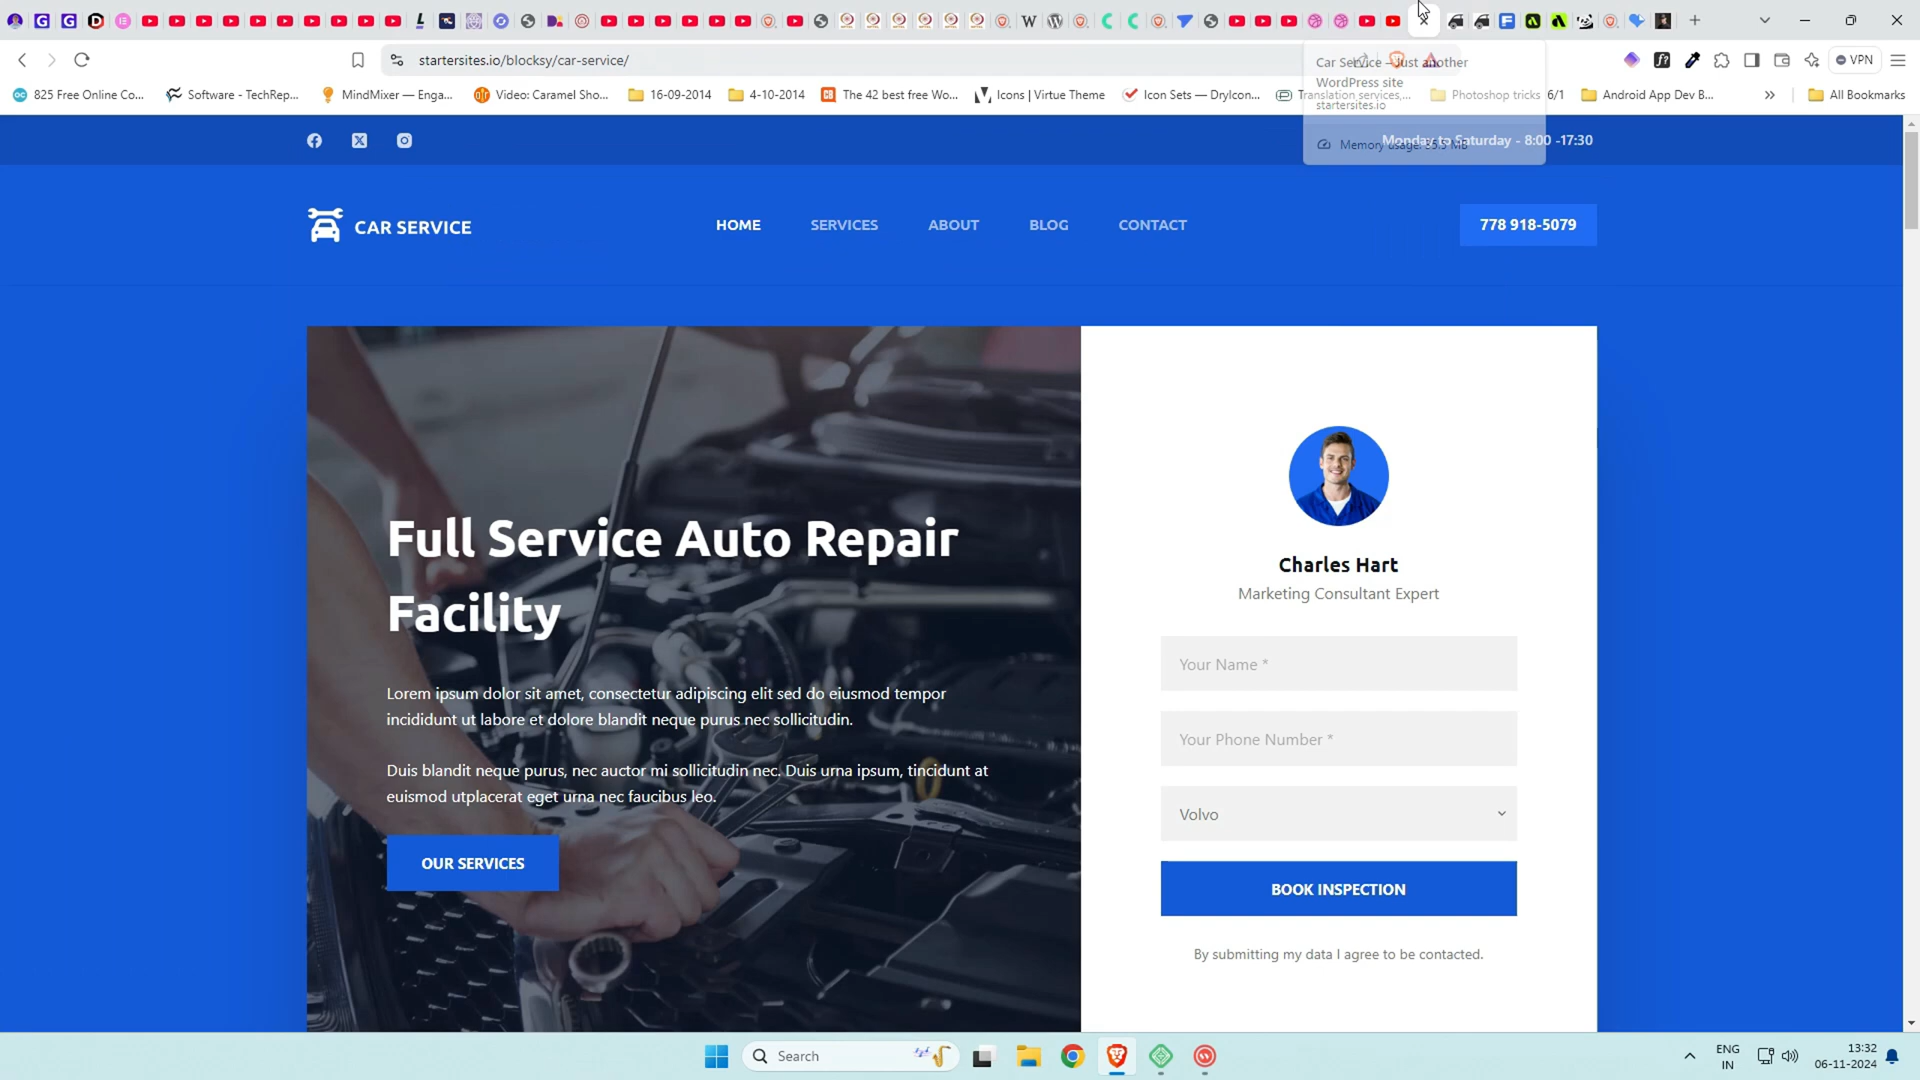 startersites.io/blocksy/car-service/
VPN
Car Service – Just another
WordPress site
startersites.io
825 Free Online Co...
Software - TechRep...
MindMixer — Enga...
Video: Caramel Sho...
16-09-2014
4-10-2014
The 42 best free Wo...
Icons | Virtue Theme
Icon Sets — DryIcon...
Translation services,...
Photoshop tricks
6/1
Android App Dev B...
All Bookmarks
Monday to Saturday - 8:00 -17:30
CAR SERVICE
HOME
SERVICES
ABOUT
BLOG
CONTACT
778 918-5079
Full Service Auto Repair
Facility
Lorem ipsum dolor sit amet, consectetur adipiscing elit sed do eiusmod tempor
incididunt ut labore et dolore blandit neque purus nec sollicitudin.
Duis blandit neque purus, nec auctor mi sollicitudin nec. Duis urna ipsum, tincidunt at
euismod utplacerat eget urna nec faucibus leo.
OUR SERVICES
Charles Hart
Marketing Consultant Expert
Your Name *
Your Phone Number *
Volvo
BOOK INSPECTION
By submitting my data I agree to be contacted.
Search
ENG
IN
13:32
06-11-2024